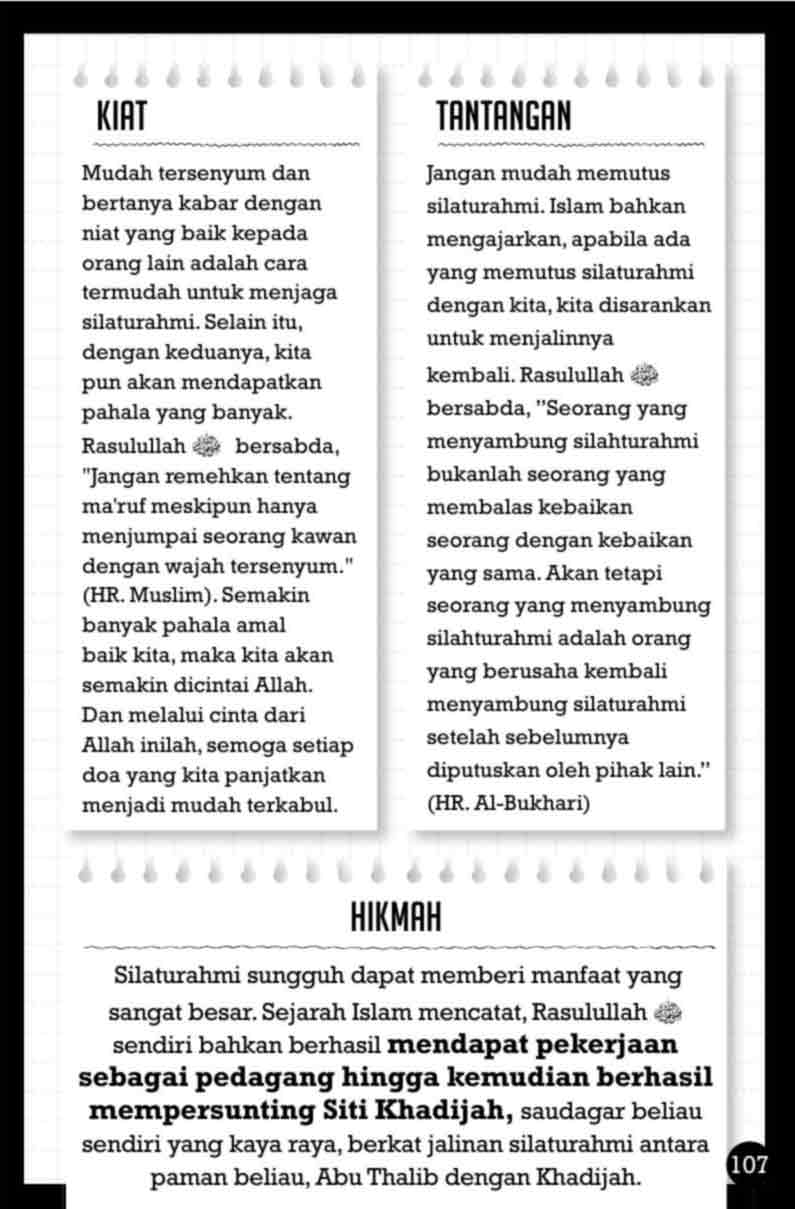 KIAT
Mudah tersenyum dan
bertanya kabar dengan
niat yang baik kepada
orang lain adalah cara
termudah untuk menjaga
silaturahmi. Selain itu,
dengan keduanya, kita
pun akan mendapatkan
pahala yang banyak.
Rasulullah ﷺ bersabda,
"Jangan remehkan tentang
ma'ruf meskipun hanya
menjumpai seorang kawan
dengan wajah tersenyum."
(HR. Muslim). Semakin
banyak pahala amal
baik kita, maka kita akan
semakin dicintai Allah.
Dan melalui cinta dari
Allah inilah, semoga setiap
doa yang kita panjatkan
menjadi mudah terkabul.
TANTANGAN
Jangan mudah memutus
silaturahmi. Islam bahkan
mengajarkan, apabila ada
yang memutus silaturahmi
dengan kita, kita disarankan
untuk menjalinnya
kembali. Rasulullah ﷺ
bersabda, "Seorang yang
menyambung silahturahmi
bukanlah seorang yang
membalas kebaikan
seorang dengan kebaikan
yang sama. Akan tetapi
seorang yang menyambung
silahturahmi adalah orang
yang berusaha kembali
menyambung silaturahmi
setelah sebelumnya
diputuskan oleh pihak lain."
(HR. Al-Bukhari)
HIKMAH
Silaturahmi sungguh dapat memberi manfaat yang
sangat besar. Sejarah Islam mencatat, Rasulullah ﷺ
sendiri bahkan berhasil mendapat pekerjaan
sebagai pedagang hingga kemudian berhasil
mempersunting Siti Khadijah, saudagar beliau
sendiri yang kaya raya, berkat jalinan silaturahmi antara
paman beliau, Abu Thalib dengan Khadijah.
107